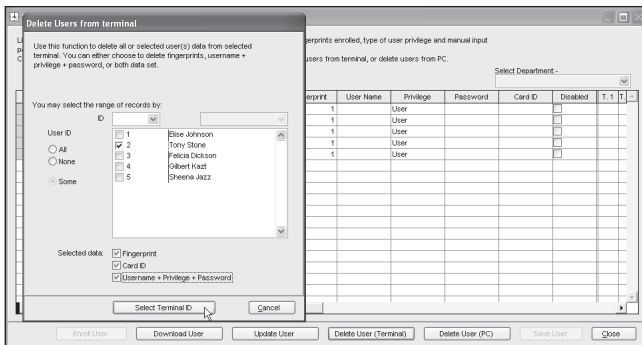 Delete Users from terminal
Use this function to delete all or selected user(s) data from selected
terminal. You can either choose to delete fingerprints, username +
privilege + password, or both data set.
You may select the range of records by:
ID
User ID
All
None
Some
1 Elise Johnson
2 Tony Stone
3 Felicia Dickson
4 Gilbert Kazt
5 Sheena Jazz
Selected data:
Fingerprint
Card ID
Username + Privilege + Password
Select Terminal ID
Cancel
enrolled, type of user privilege and manual input
users from terminal, or delete users from PC.
Select Department:-
User Name Privilege Password Card ID Disabled T. 1 T.
1 User
1 User
1 User
1 User
Enroll User
Download User
Update User
Delete User (Terminal)
Delete User (PC)
Save User
Close